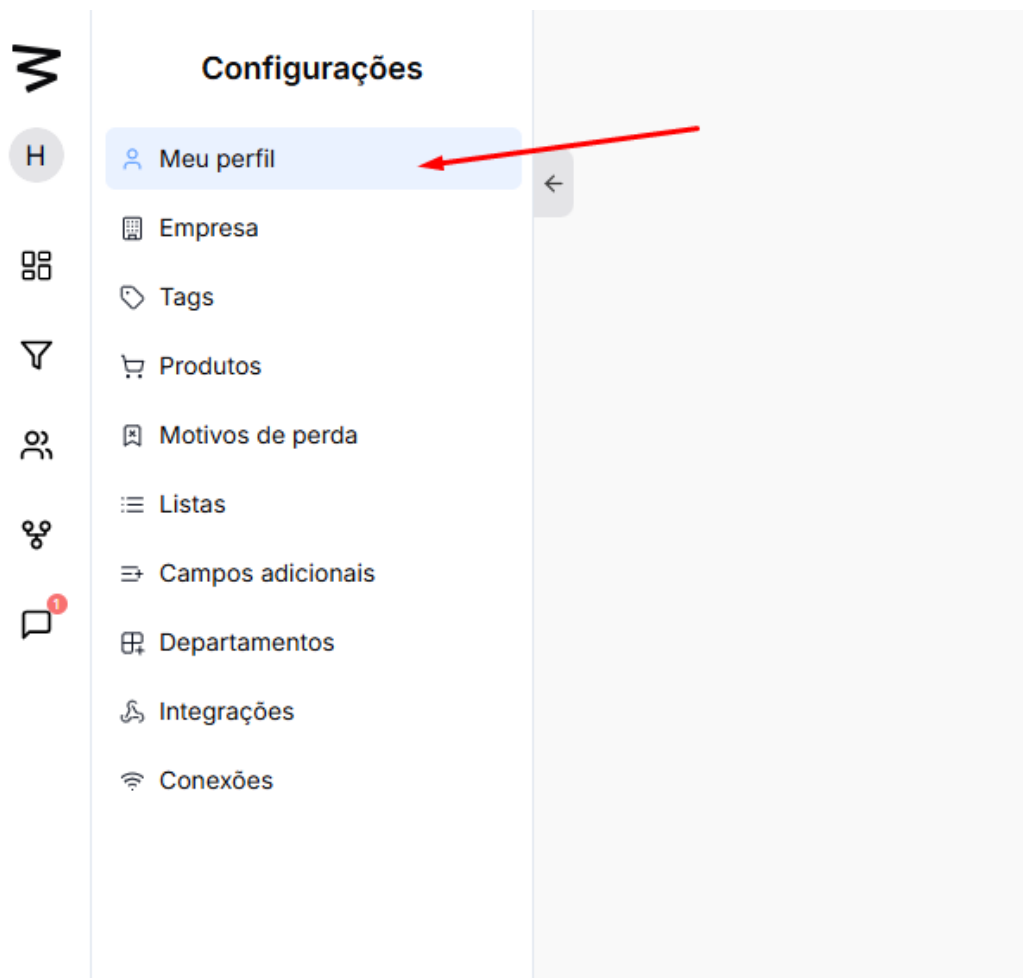 Configurações
H
Meu perfil
Empresa
Tags
Produtos
Motivos de perda
Listas
Campos adicionais
Departamentos
1
Integrações
Conexões